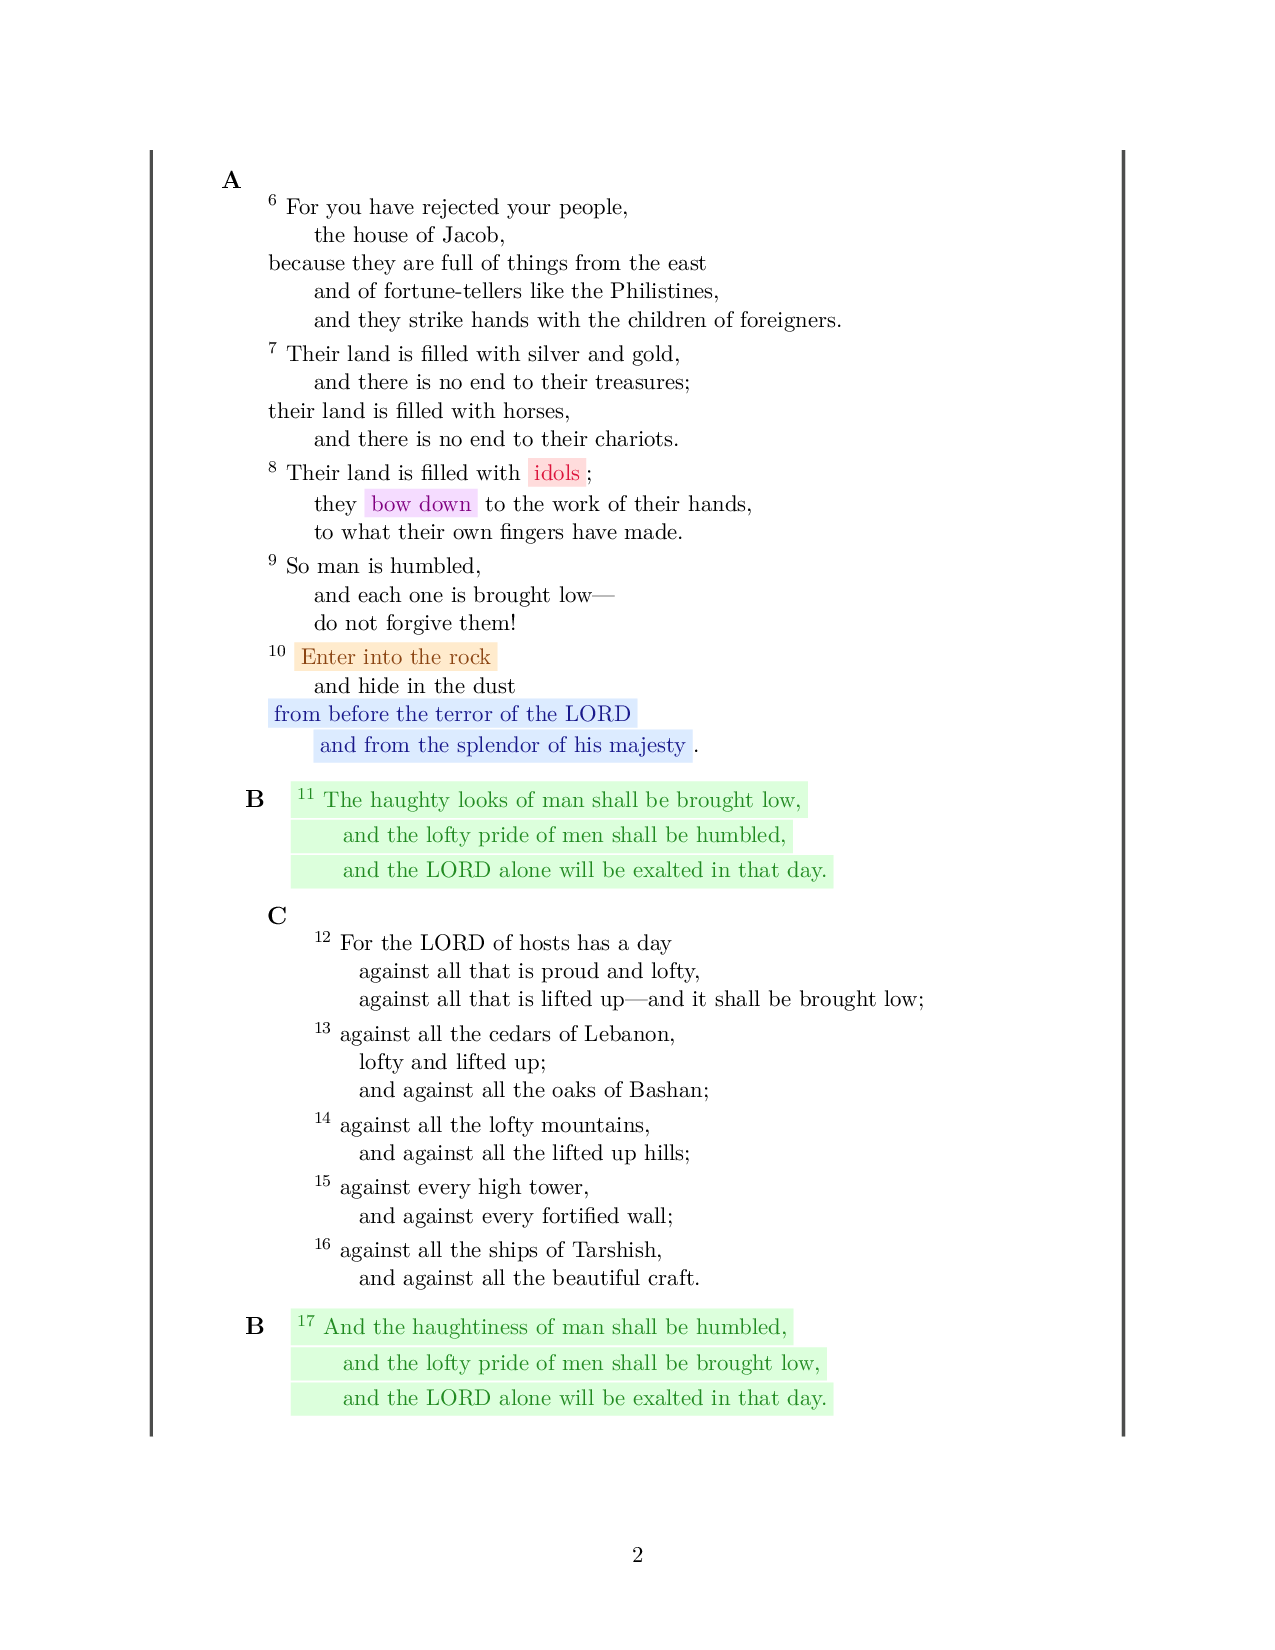 A
6 For you have rejected your people,
the house of Jacob,
because they are full of things from the east
and of fortune-tellers like the Philistines,
and they strike hands with the children of foreigners.
7 Their land is filled with silver and gold,
and there is no end to their treasures;
their land is filled with horses,
and there is no end to their chariots.
8 Their land is filled with idols;
they bow down to the work of their hands,
to what their own fingers have made.
9 So man is humbled,
and each one is brought low—
do not forgive them!
10 Enter into the rock
and hide in the dust
from before the terror of the LORD
and from the splendor of his majesty.
B 11 The haughty looks of man shall be brought low,
and the lofty pride of men shall be humbled,
and the LORD alone will be exalted in that day.
C
12 For the LORD of hosts has a day
against all that is proud and lofty,
against all that is lifted up—and it shall be brought low;
13 against all the cedars of Lebanon,
lofty and lifted up;
and against all the oaks of Bashan;
14 against all the lofty mountains,
and against all the lifted up hills;
15 against every high tower,
and against every fortified wall;
16 against all the ships of Tarshish,
and against all the beautiful craft.
B 17 And the haughtiness of man shall be humbled,
and the lofty pride of men shall be brought low,
and the LORD alone will be exalted in that day.
2